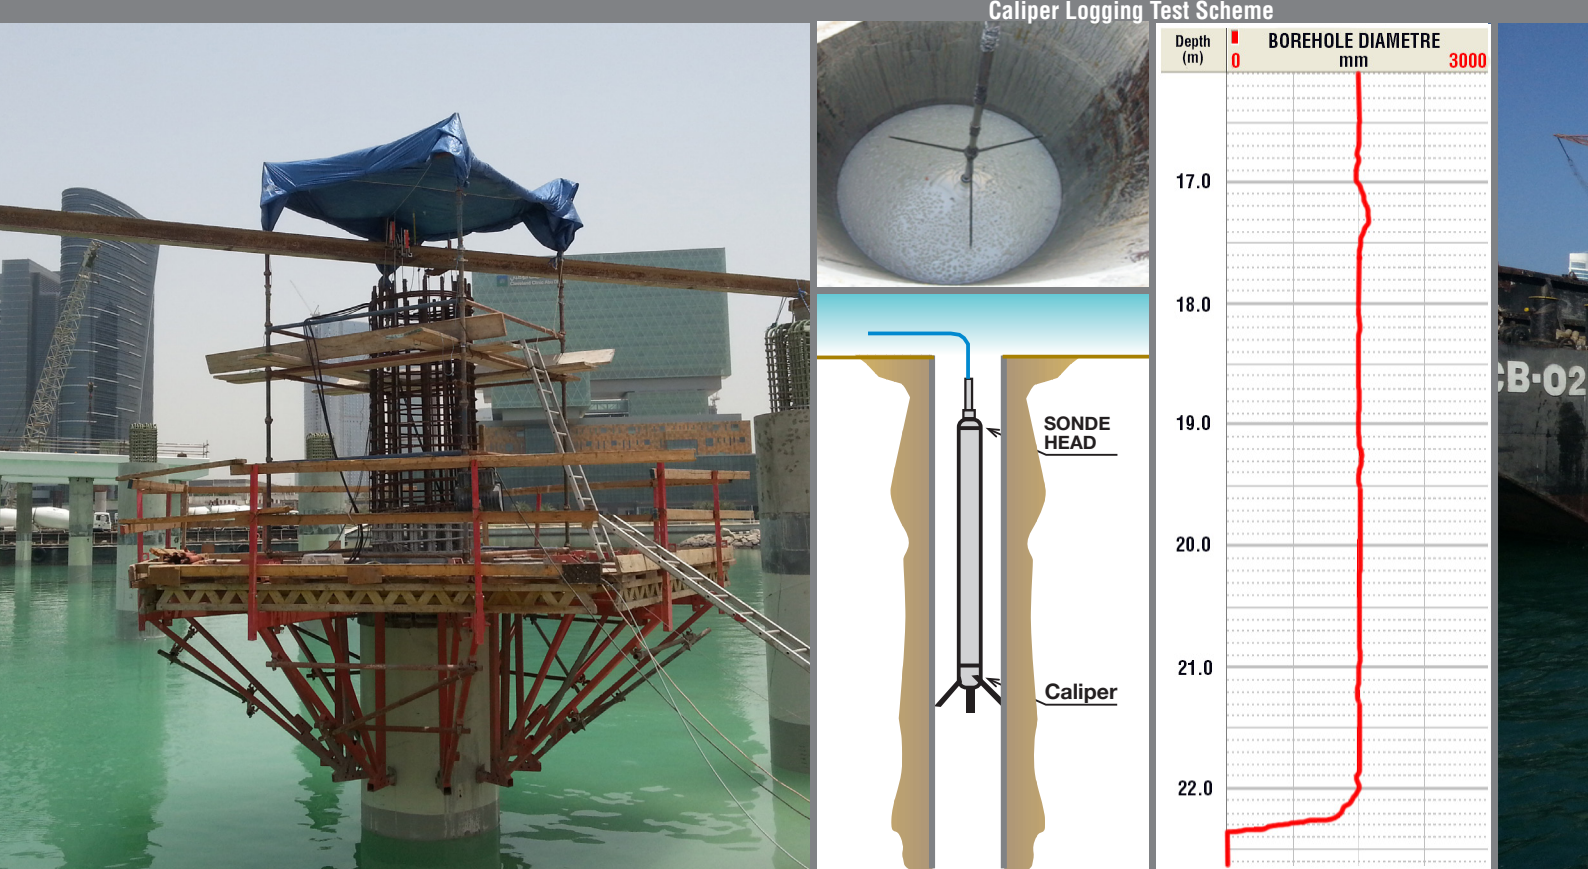 Caliper Logging Test Scheme
Depth
(m)
BOREHOLE DIAMETRE
mm
0
3000
17.0
18.0
19.0
20.0
21.0
22.0
SONDE
HEAD
Caliper
CB-02